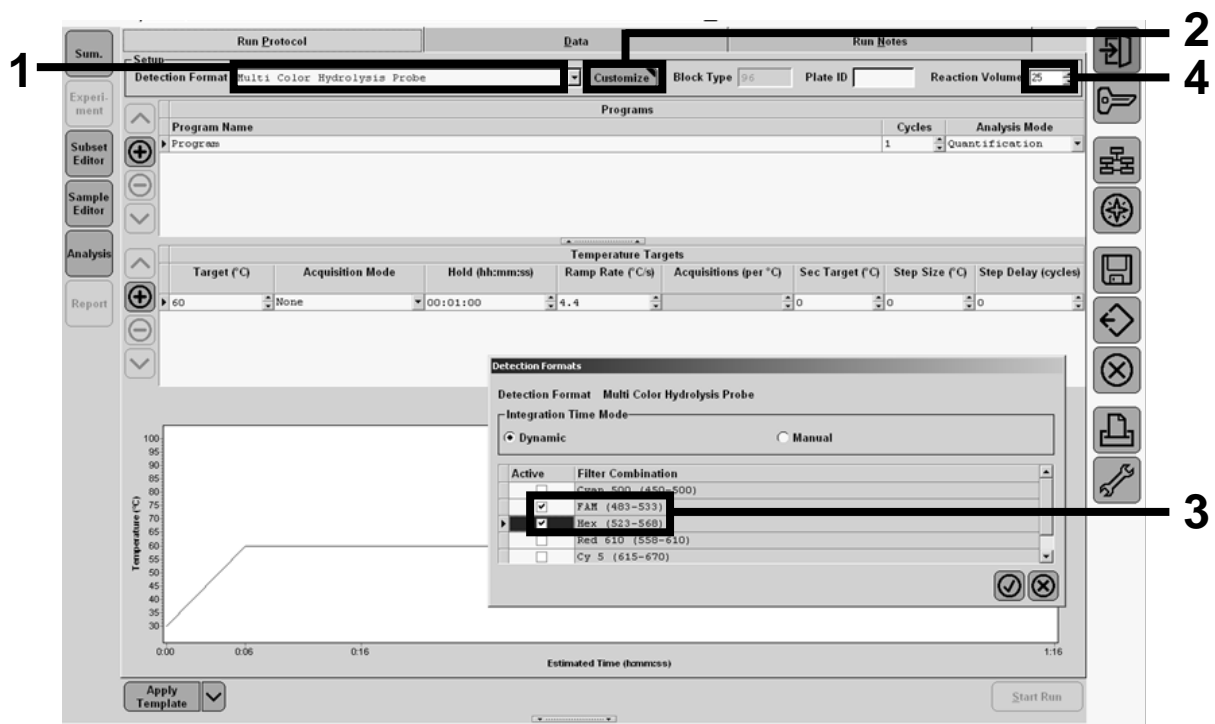 2
1
4
3
Sum.
Experi-
ment
Subset
Editor
Sample
Editor
Analysis
Report
Run Protocol
Data
Run Notes
Setup
Detection Format
Multi Color Hydrolysis Probe
Customize
Block Type 96
Plate ID
Reaction Volume 25
Programs
Program Name
Cycles
Analysis Mode
Program
1
Quantification
Temperature Targets
Target (°C)
Acquisition Mode
Hold (hh:mm:ss)
Ramp Rate (°C/s)
Acquisitions (per °C)
Sec Target (°C)
Step Size (°C)
Step Delay (cycles)
60
None
00:01:00
4.4
0
0
0
Detection Formats
Detection Format Multi Color Hydrolysis Probe
Integration Time Mode
Dynamic
Manual
Active
Filter Combination
Cyan 500 (450-500)
FAM (483-533)
Hex (523-568)
Red 610 (558-610)
Cy 5 (615-670)
Temperature (°C)
100
95
90
85
80
75
70
65
60
55
50
45
40
35
30
0:00
0:06
0:16
1:16
Estimated Time (h:mm:ss)
Apply
Template
Start Run